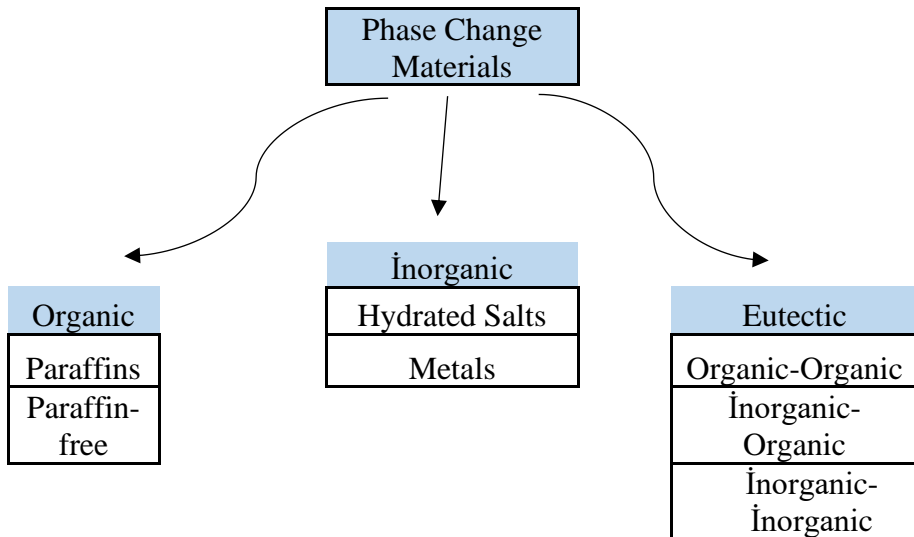 Phase Change
Materials
Organic
Paraffins
Paraffin-
free
İnorganic
Hydrated Salts
Metals
Eutectic
Organic-Organic
İnorganic-
Organic
İnorganic-
İnorganic